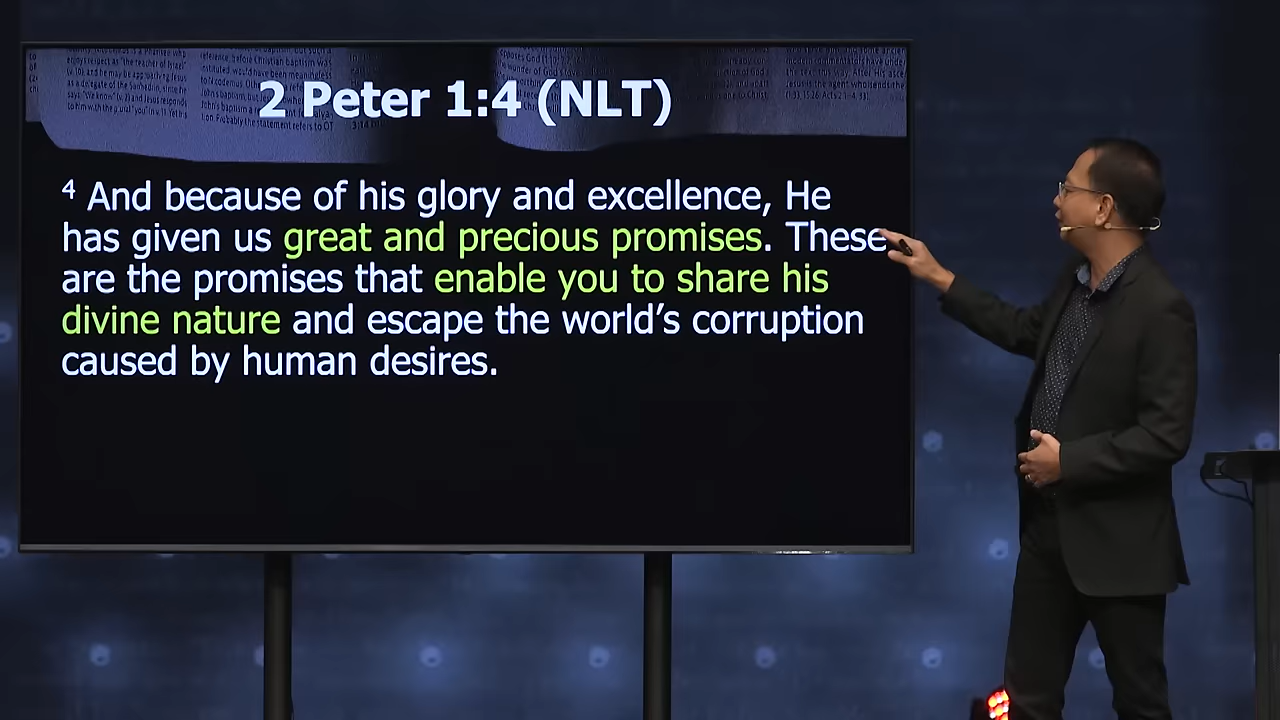 2 Peter 1:4 (NLT)
4 And because of his glory and excellence, He
has given us great and precious promises. These
are the promises that enable you to share his
divine nature and escape the world’s corruption
caused by human desires.